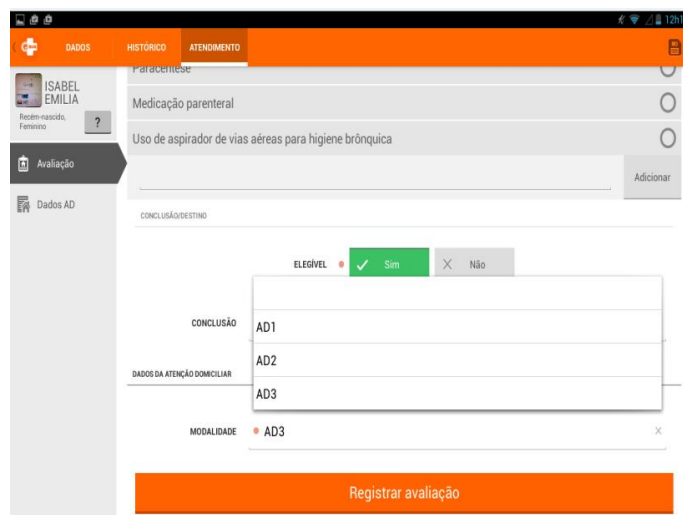 12h1
DADOS
HISTÓRICO
ATENDIMENTO
ISABEL
EMILIA
Recém-nascido,
Feminino
?
Avaliação
Dados AD
Paracentese
Medicação parenteral
Uso de aspirador de vias aéreas para higiene brônquica
Adicionar
CONCLUSÃO/DESTINO
ELEGÍVEL Sim Não
CONCLUSÃO
AD1
AD2
AD3
DADOS DA ATENÇÃO DOMICILIAR
MODALIDADE AD3
Registrar avaliação